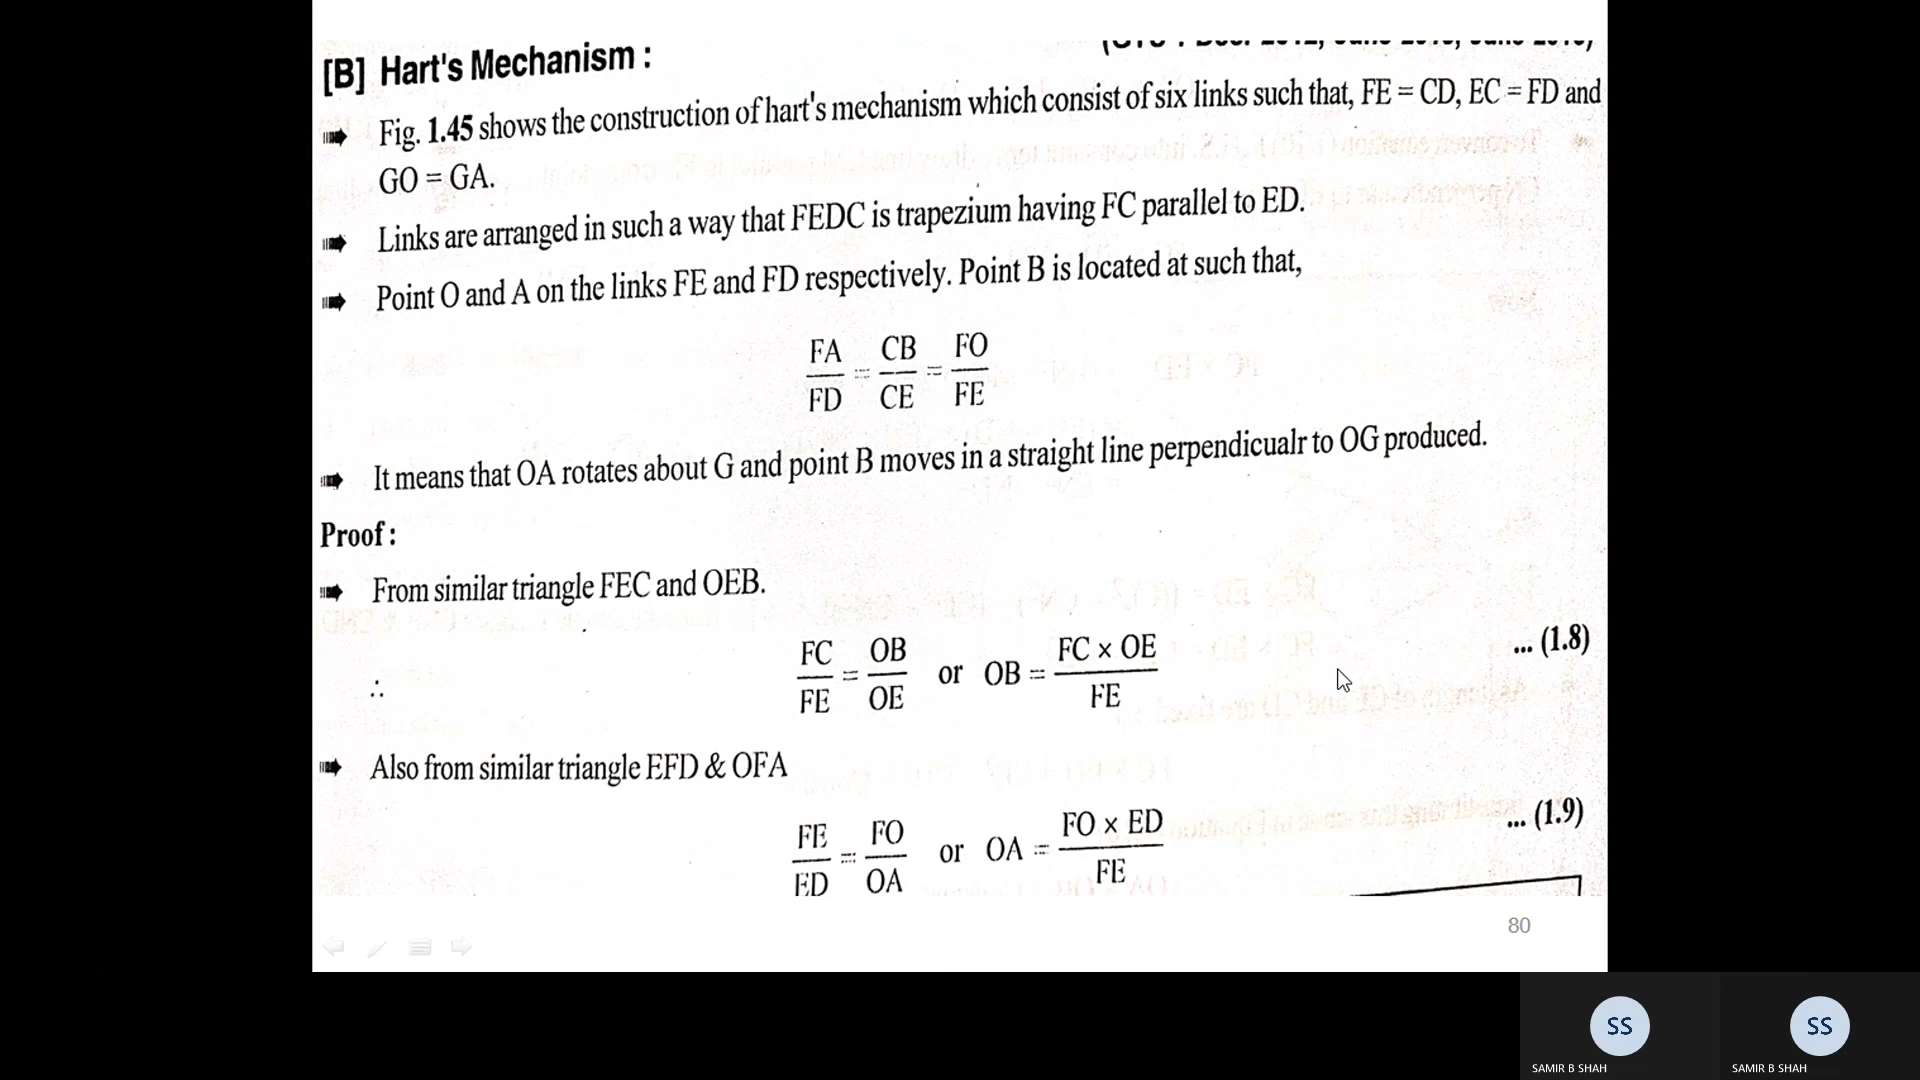 [B] Hart's Mechanism :
Fig. 1.45 shows the construction of hart's mechanism which consist of six links such that, FE = CD, EC = FD and
GO = GA.
Links are arranged in such a way that FEDC is trapezium having FC parallel to ED.
Point O and A on the links FE and FD respectively. Point B is located at such that,
FA/FD = CB/CE = FO/FE
It means that OA rotates about G and point B moves in a straight line perpendicualr to OG produced.
Proof :
From similar triangle FEC and OEB.
∴ FC/FE = OB/OE or OB = FC × OE/FE ... (1.8)
Also from similar triangle EFD & OFA
FE/ED = FO/OA or OA = FO × ED/FE ... (1.9)
80
SS SS
SAMIR B SHAH SAMIR B SHAH